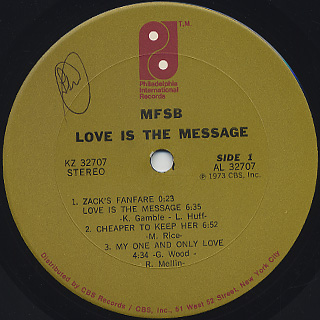 T.M.
Philadelphia
International
Records
MFSB
LOVE IS THE MESSAGE
KZ 32707
STEREO
SIDE 1
AL 32707
℗ 1973 CBS, Inc.
1. ZACK'S FANFARE 0:23
LOVE IS THE MESSAGE 6:35
-K. Gamble - L. Huff-
2. CHEAPER TO KEEP HER 6:52
-M. Rice-
3. MY ONE AND ONLY LOVE
4:34 -G. Wood -
R. Mellin-
Distributed by CBS Records / CBS, Inc., 51 West 52 Street, New York City